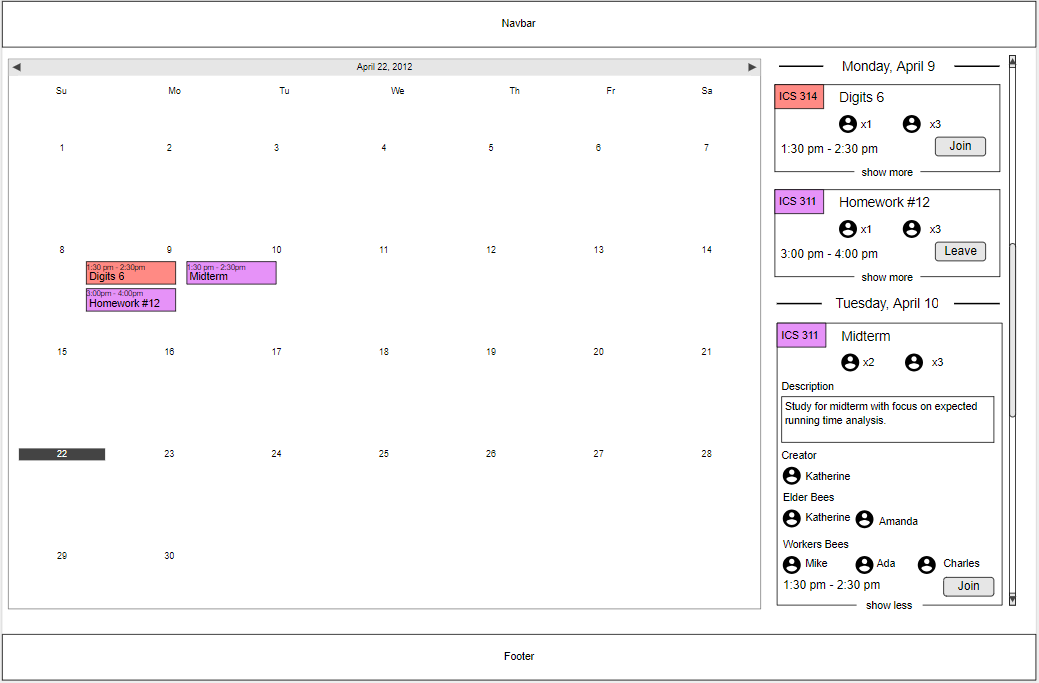 Navbar
April 22, 2012
Su Mo Tu We Th Fr Sa
1 2 3 4 5 6 7
8 9 10 11 12 13 14
1:30 pm - 2:30pm
Digits 6
1:30 pm - 2:30pm
Midterm
3:00pm - 4:00pm
Homework #12
15 16 17 18 19 20 21
22 23 24 25 26 27 28
29 30
Monday, April 9
ICS 314
Digits 6
x1 x3
1:30 pm - 2:30 pm
Join
show more
ICS 311
Homework #12
x1 x3
3:00 pm - 4:00 pm
Leave
show more
Tuesday, April 10
ICS 311
Midterm
x2 x3
Description
Study for midterm with focus on expected
running time analysis.
Creator
Katherine
Elder Bees
Katherine Amanda
Workers Bees
Mike Ada Charles
1:30 pm - 2:30 pm
Join
show less
Footer